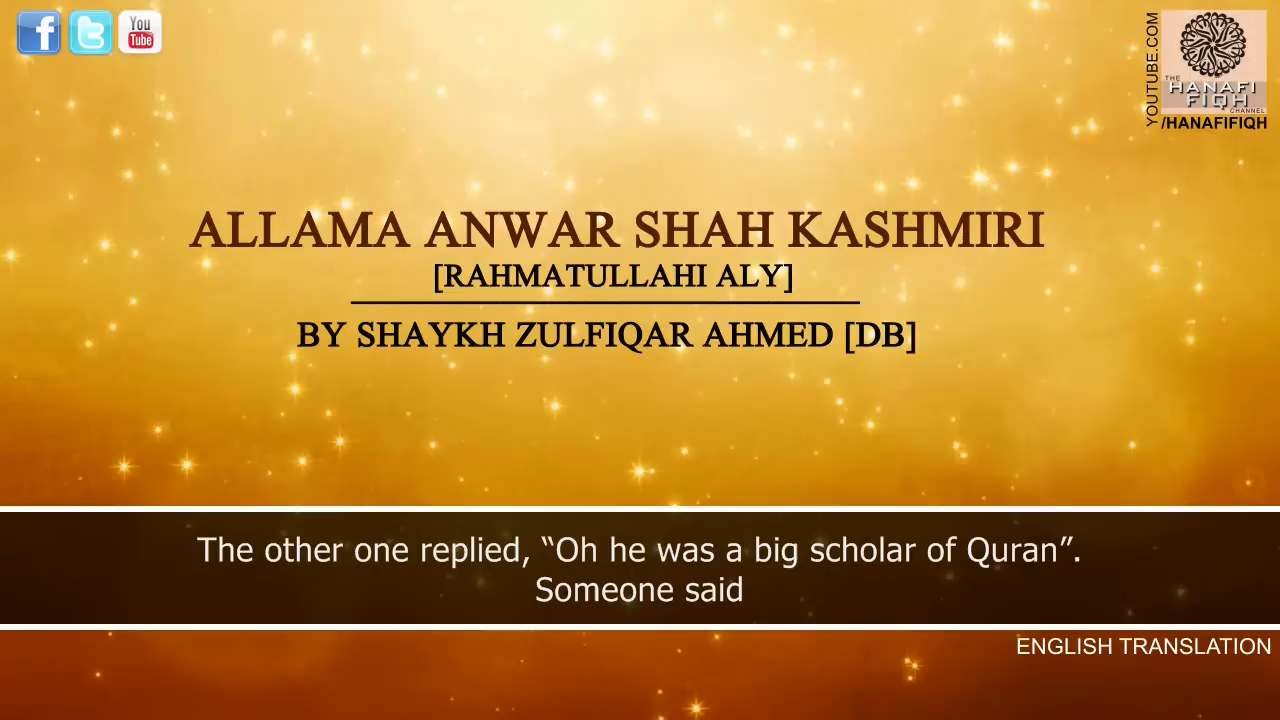 f
t
You
Tube
YOUTUBE.COM
THE
HANAFI
FIQH
CHANNEL
/HANAFIFIQH
ALLAMA ANWAR SHAH KASHMIRI
[RAHMATULLAHI ALY]
BY SHAYKH ZULFIQAR AHMED [DB]
The other one replied, “Oh he was a big scholar of Quran”.
Someone said
ENGLISH TRANSLATION